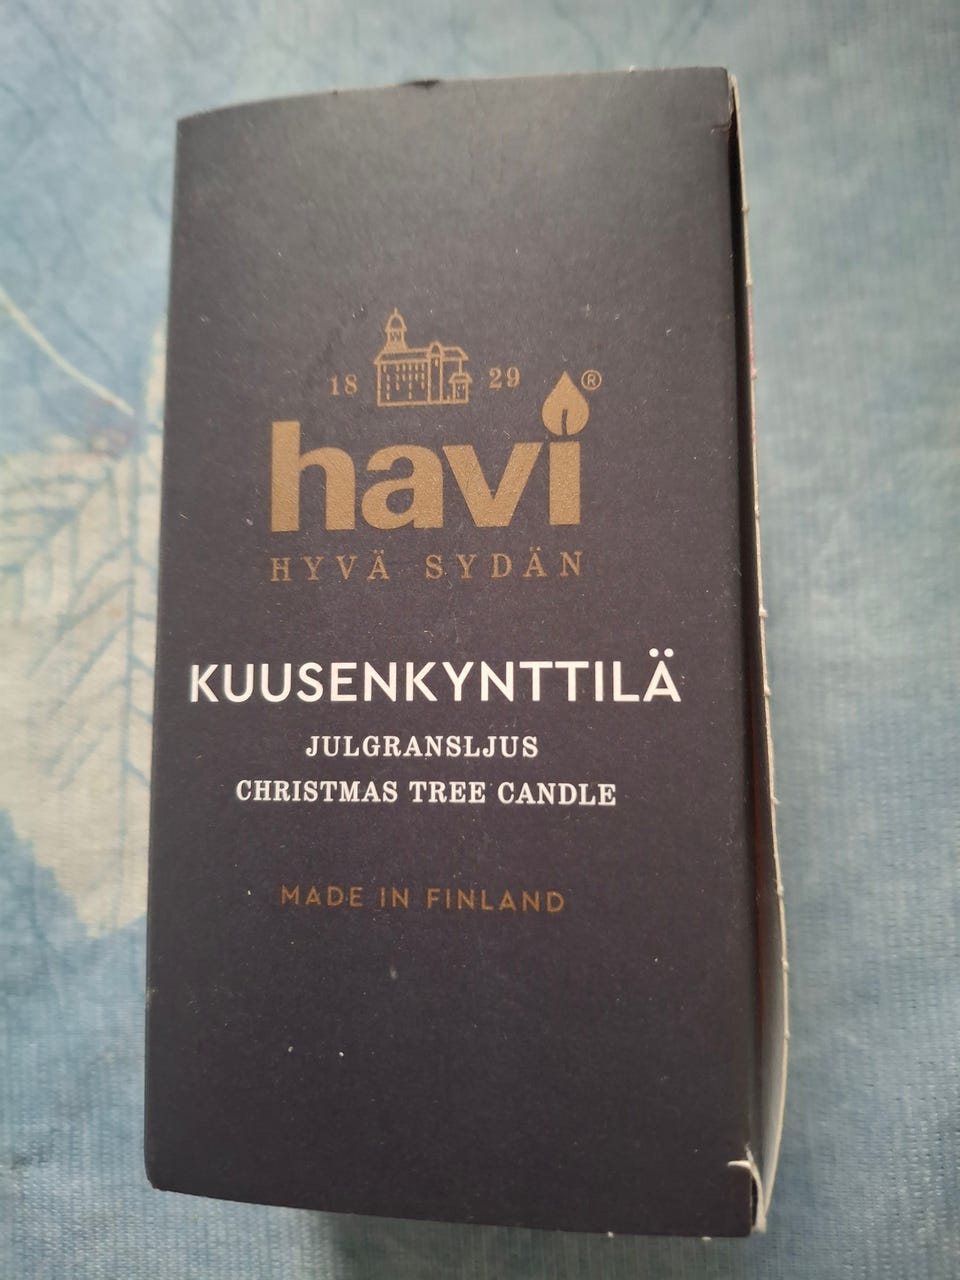 18 29
havi®
HYVÄ SYDÄN
KUUSENKYNTTILÄ
JULGRANSLJUS
CHRISTMAS TREE CANDLE
MADE IN FINLAND